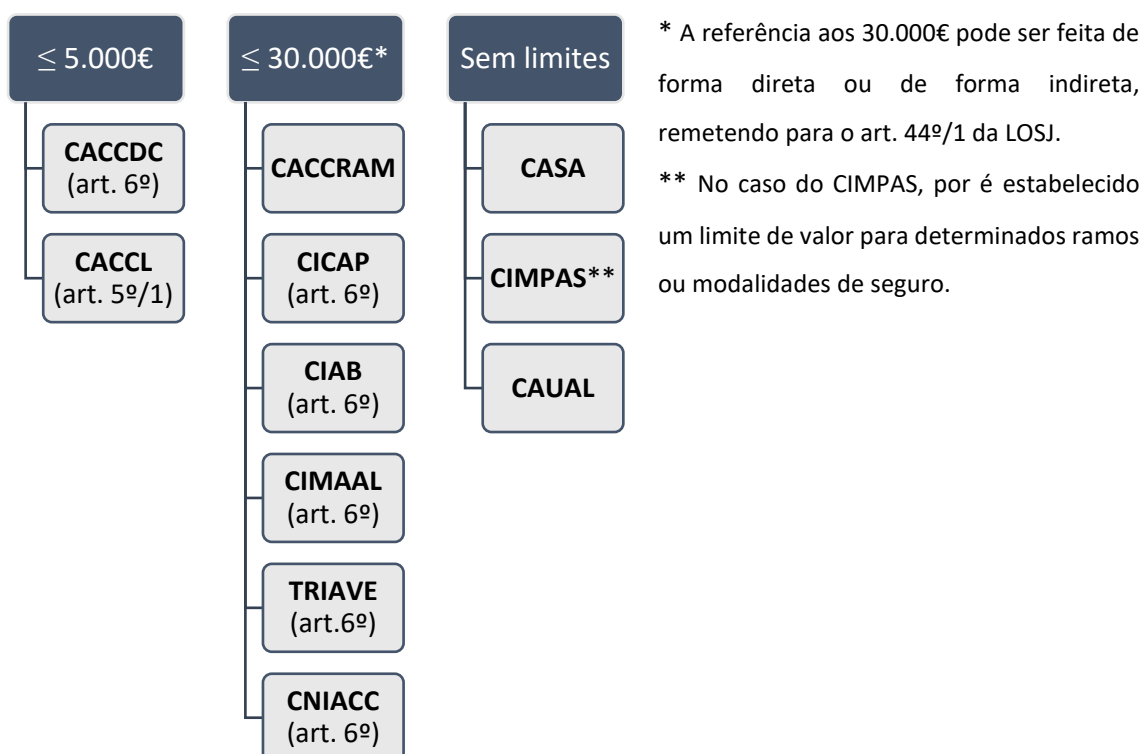 ≤ 5.000€
CACCDC
(art. 6º)
CACCL
(art. 5º/1)
≤ 30.000€*
CACCRAM
CICAP
(art. 6º)
CIAB
(art. 6º)
CIMAAL
(art. 6º)
TRIAVE
(art.6º)
CNIACC
(art. 6º)
Sem limites
CASA
CIMPAS**
CAUAL
* A referência aos 30.000€ pode ser feita de
forma direta ou de forma indireta,
remetendo para o art. 44º/1 da LOSJ.
** No caso do CIMPAS, por é estabelecido
um limite de valor para determinados ramos
ou modalidades de seguro.